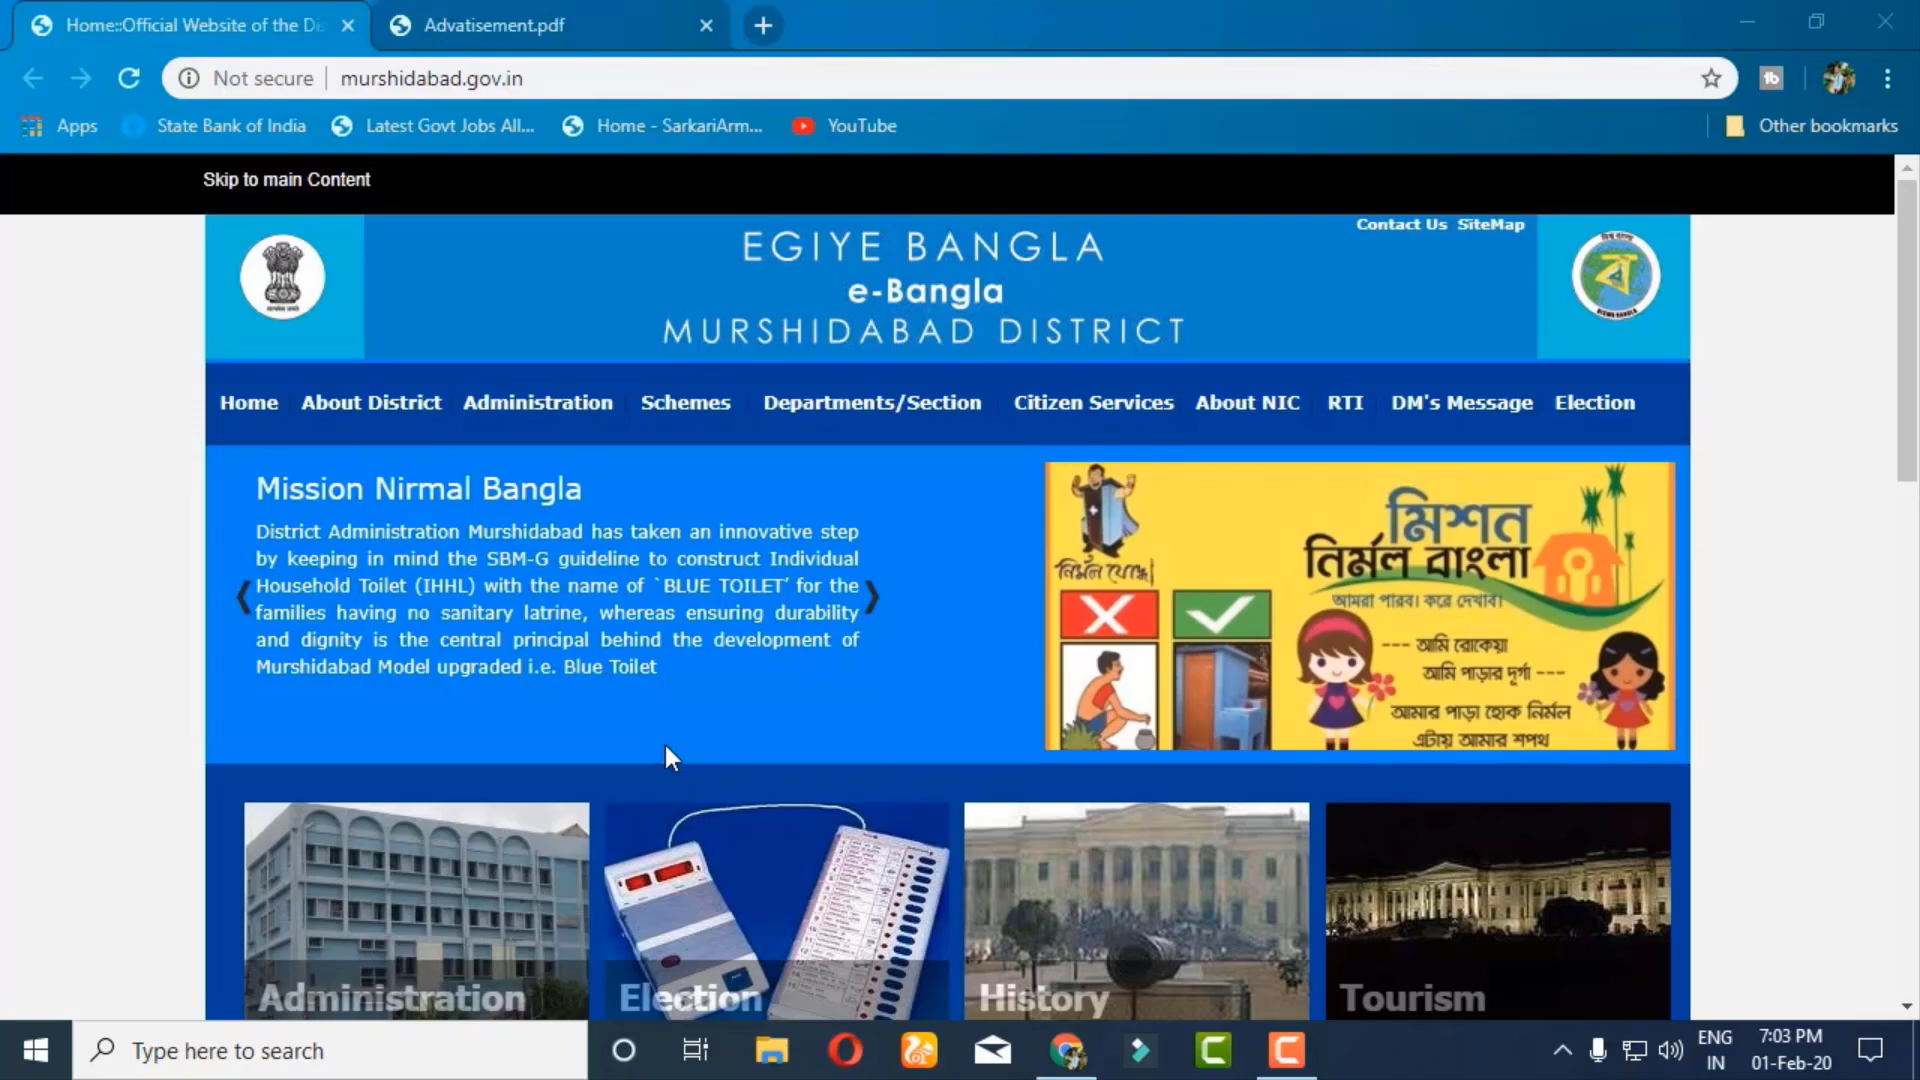 Home::Official Website of the Di
Advatisement.pdf
Not secure
murshidabad.gov.in
Apps
State Bank of India
Latest Govt Jobs All...
Home - SarkariArm...
YouTube
Other bookmarks
Skip to main Content
Contact Us SiteMap
EGIYE BANGLA
e-Bangla
MURSHIDABAD DISTRICT
Home About District Administration Schemes Departments/Section Citizen Services About NIC RTI DM's Message Election
Mission Nirmal Bangla
District Administration Murshidabad has taken an innovative step
by keeping in mind the SBM-G guideline to construct Individual
Household Toilet (IHHL) with the name of `BLUE TOILET’ for the
families having no sanitary latrine, whereas ensuring durability
and dignity is the central principal behind the development of
Murshidabad Model upgraded i.e. Blue Toilet
মিশন
নির্মল বাংলা
আমরা পারব। করে দেখাব।
--- আমি রোকেয়া
আমি পাড়ার দূর্গা ---
আমার পাড়া হোক নির্মল
এটায় আমার শপথ
Administration
Election
History
Tourism
Type here to search
ENG
IN
7:03 PM
01-Feb-20